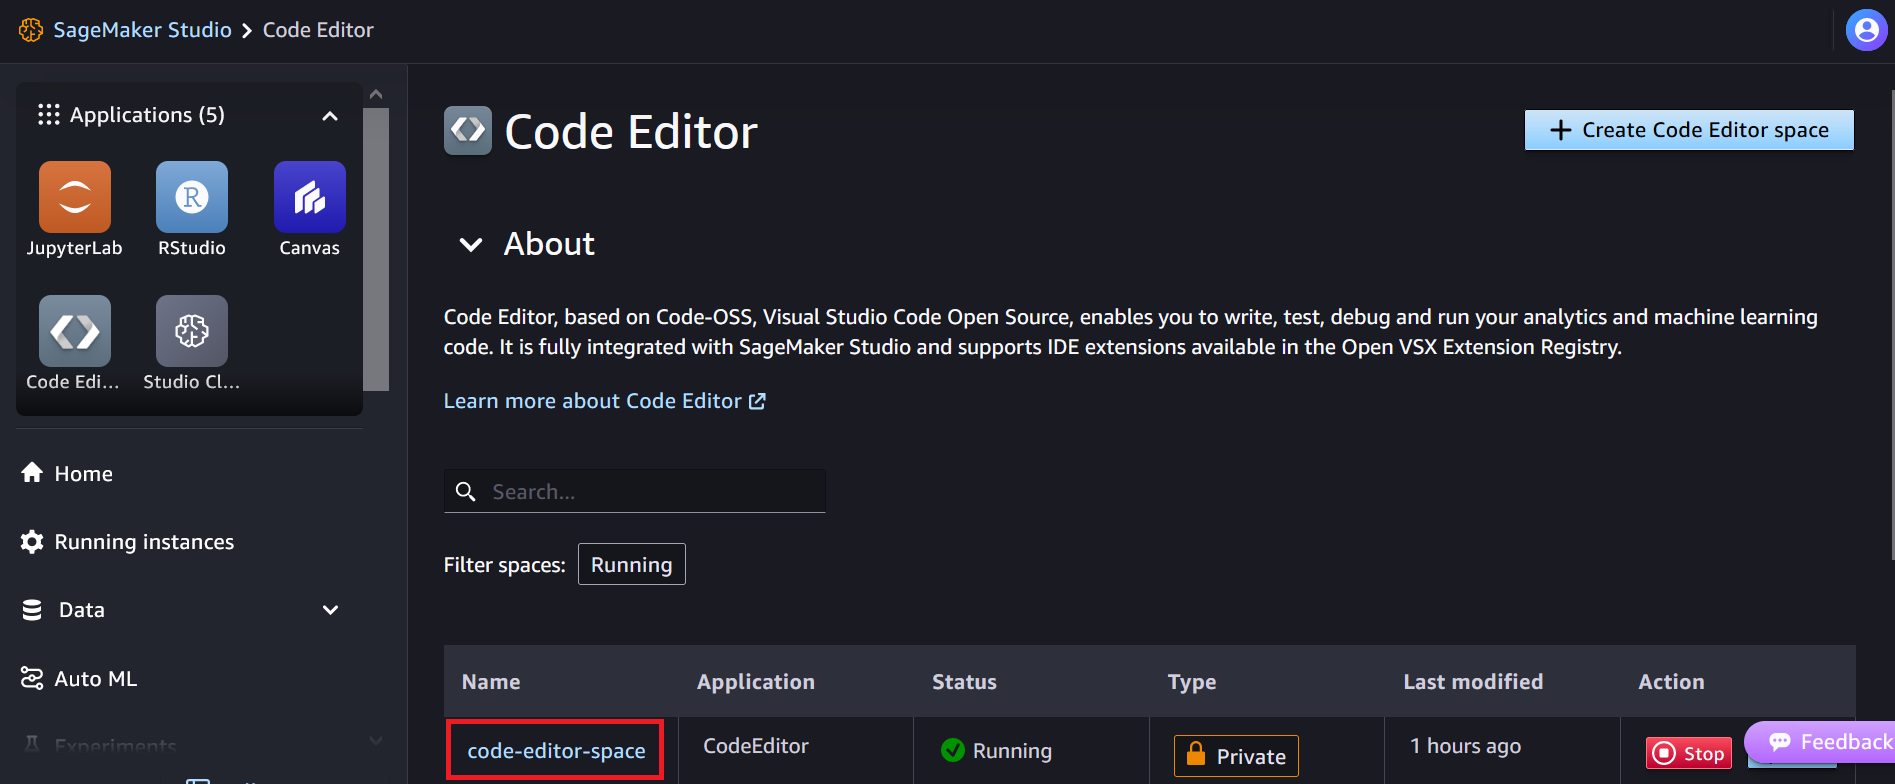 SageMaker Studio > Code Editor
Applications (5)
JupyterLab
RStudio
Canvas
Code Edi...
Studio Cl...
Home
Running instances
Data
Auto ML
Experiments
Code Editor
+ Create Code Editor space
About
Code Editor, based on Code-OSS, Visual Studio Code Open Source, enables you to write, test, debug and run your analytics and machine learning
code. It is fully integrated with SageMaker Studio and supports IDE extensions available in the Open VSX Extension Registry.
Learn more about Code Editor
Search...
Filter spaces: Running
Name Application Status Type Last modified Action
code-editor-space CodeEditor Running Private 1 hours ago Stop
Feedback